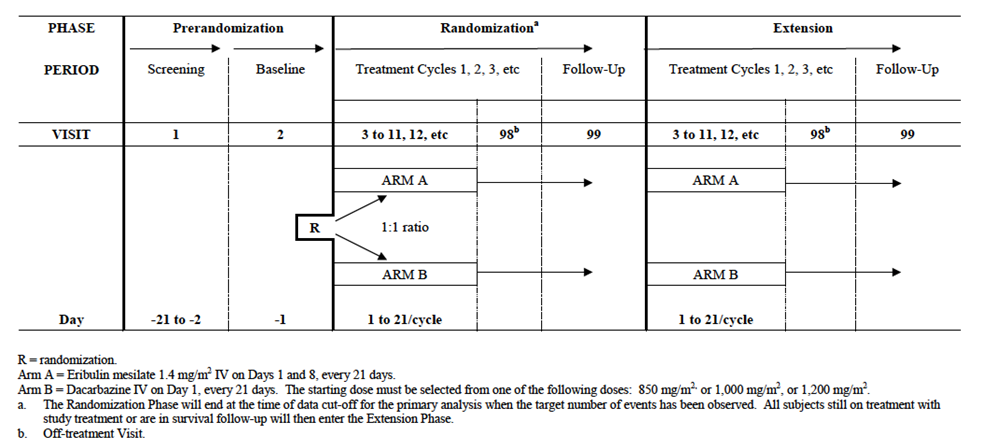 PHASE Prerandomization Randomizationᵃ Extension
PERIOD Screening Baseline Treatment Cycles 1, 2, 3, etc Follow-Up Treatment Cycles 1, 2, 3, etc Follow-Up
VISIT 1 2 3 to 11, 12, etc 98ᵇ 99 3 to 11, 12, etc 98ᵇ 99
ARM A ARM A
R 1:1 ratio
ARM B ARM B
Day -21 to -2 -1 1 to 21/cycle 1 to 21/cycle
R = randomization.
Arm A = Eribulin mesilate 1.4 mg/m² IV on Days 1 and 8, every 21 days.
Arm B = Dacarbazine IV on Day 1, every 21 days. The starting dose must be selected from one of the following doses: 850 mg/m², or 1,000 mg/m², or 1,200 mg/m².
a. The Randomization Phase will end at the time of data cut-off for the primary analysis when the target number of events has been observed. All subjects still on treatment with
study treatment or are in survival follow-up will then enter the Extension Phase.
b. Off-treatment Visit.